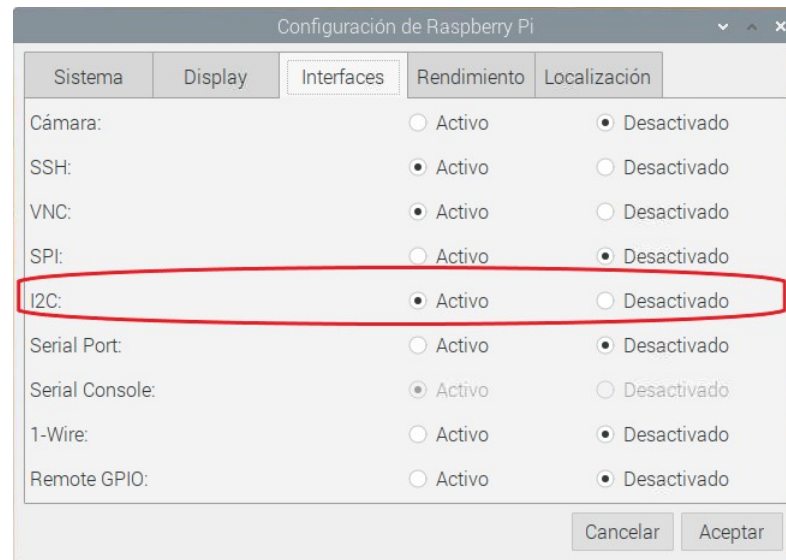 Configuración de Raspberry Pi
Sistema Display Interfaces Rendimiento Localización
Cámara: Activo Desactivado
SSH: Activo Desactivado
VNC: Activo Desactivado
SPI: Activo Desactivado
I2C: Activo Desactivado
Serial Port: Activo Desactivado
Serial Console: Activo Desactivado
1-Wire: Activo Desactivado
Remote GPIO: Activo Desactivado
Cancelar Aceptar